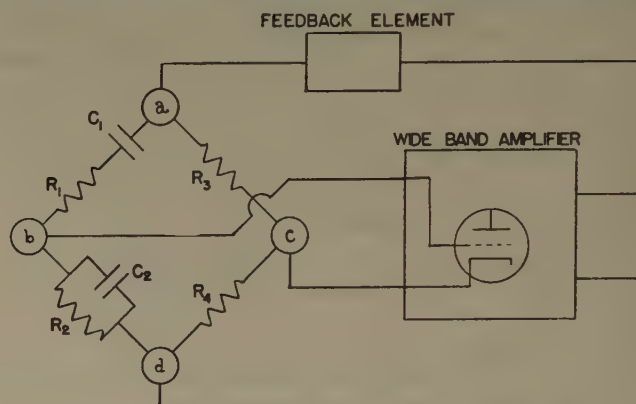 FEEDBACK ELEMENT
a
C₁
WIDE BAND AMPLIFIER
R₁
R₃
b
c
C₂
R₄
R₂
d